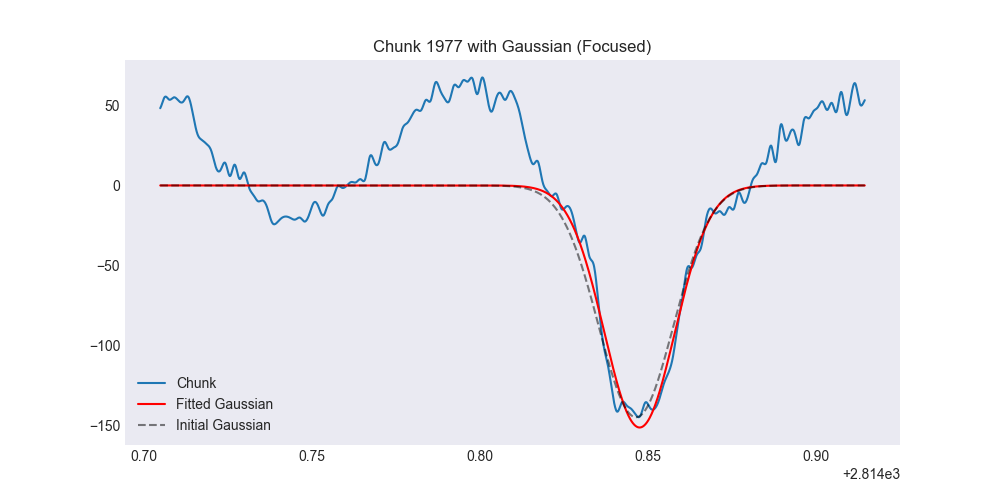 Chunk 1977 with Gaussian (Focused)
50
0
−50
−100
−150
Chunk
Fitted Gaussian
Initial Gaussian
0.70 0.75 0.80 0.85 0.90
+2.814e3